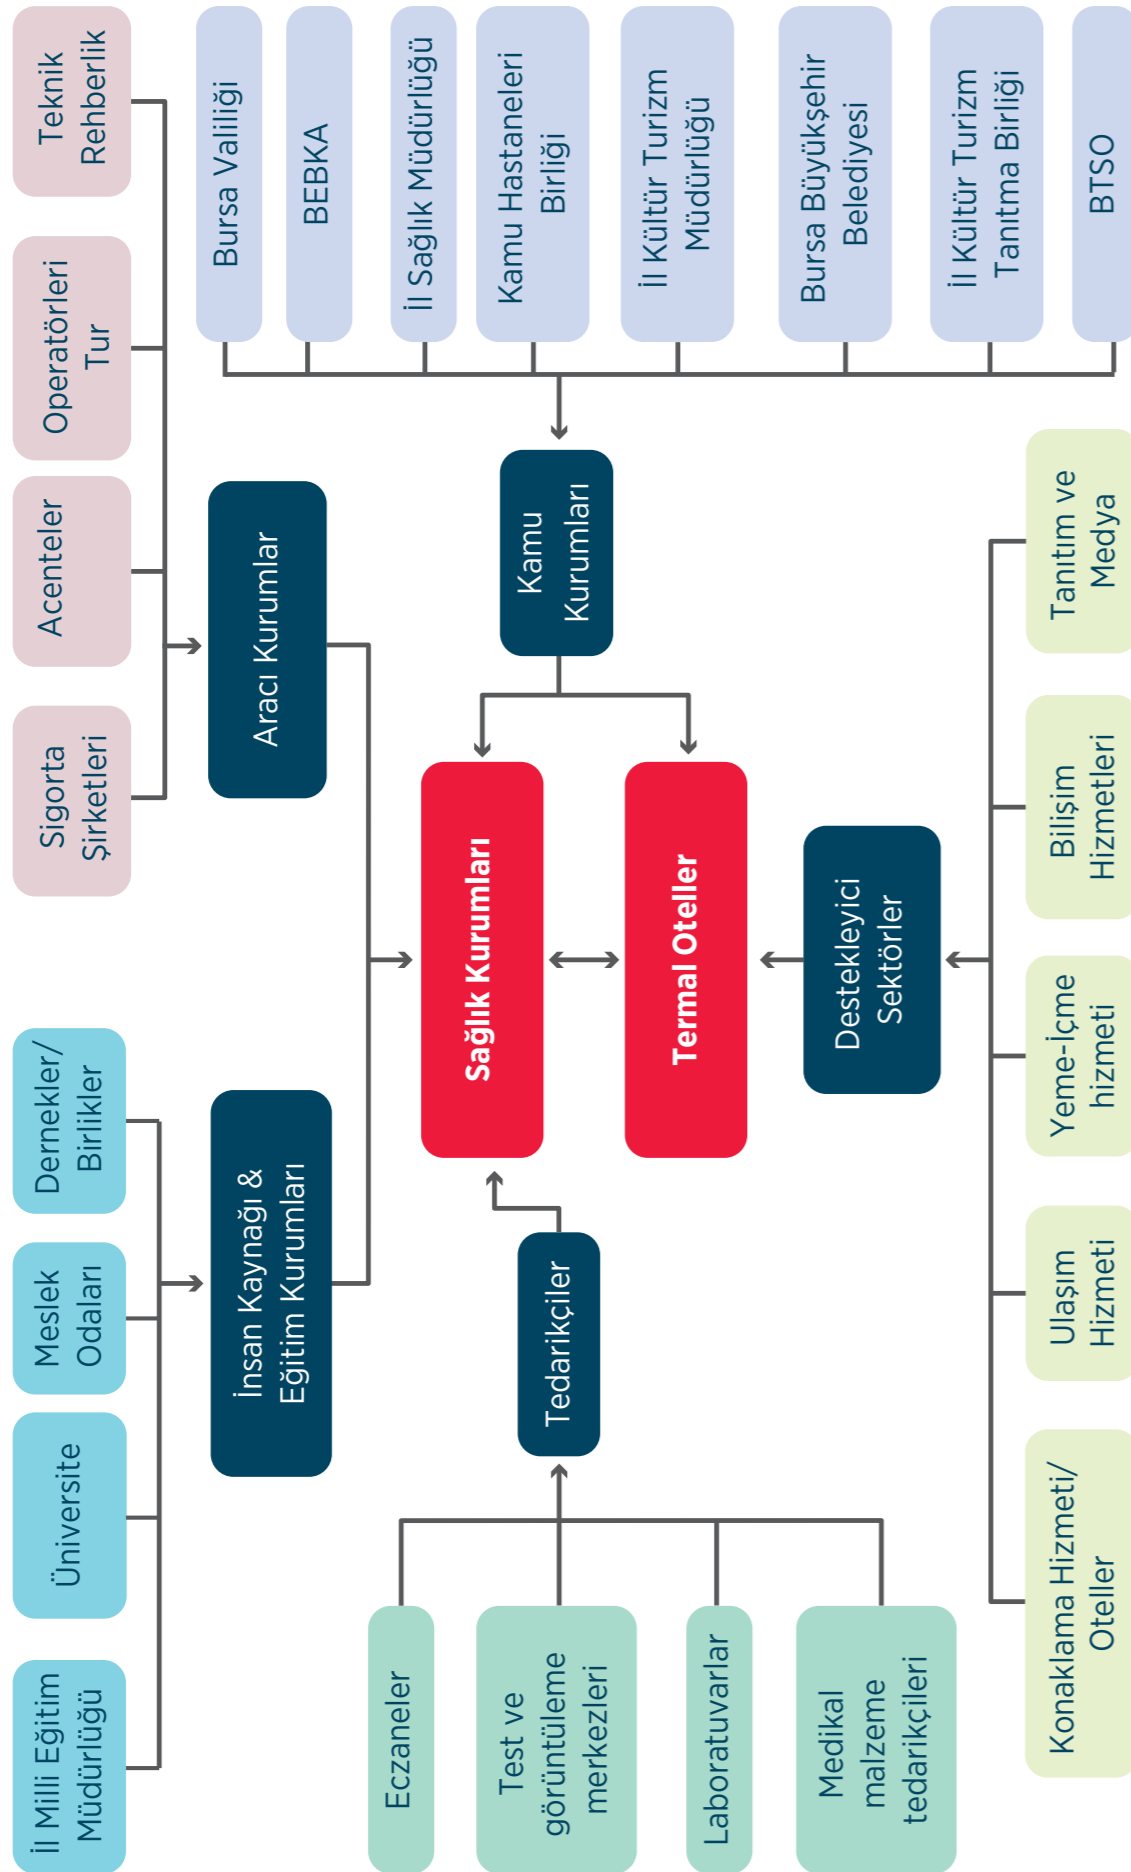 İl Milli Eğitim
Müdürlüğü
Üniversite
Meslek
Odaları
Dernekler/
Birlikler
Sigorta
Şirketleri
Acenteler
Operatörleri
Tur
Teknik
Rehberlik
İnsan Kaynağı &
Eğitim Kurumları
Aracı Kurumlar
Eczaneler
Test ve
görüntüleme
merkezleri
Laboratuvarlar
Medikal
malzeme
tedarikçileri
Tedarikçiler
Sağlık Kurumları
Termal Oteller
Kamu
Kurumları
Bursa Valiliği
BEBKA
İl Sağlık Müdürlüğü
Kamu Hastaneleri
Birliği
İl Kültür Turizm
Müdürlüğü
Bursa Büyükşehir
Belediyesi
İl Kültür Turizm
Tanıtma Birliği
BTSO
Destekleyici
Sektörler
Konaklama Hizmeti/
Oteller
Ulaşım
Hizmeti
Yeme-İçme
hizmeti
Bilişim
Hizmetleri
Tanıtım ve
Medya